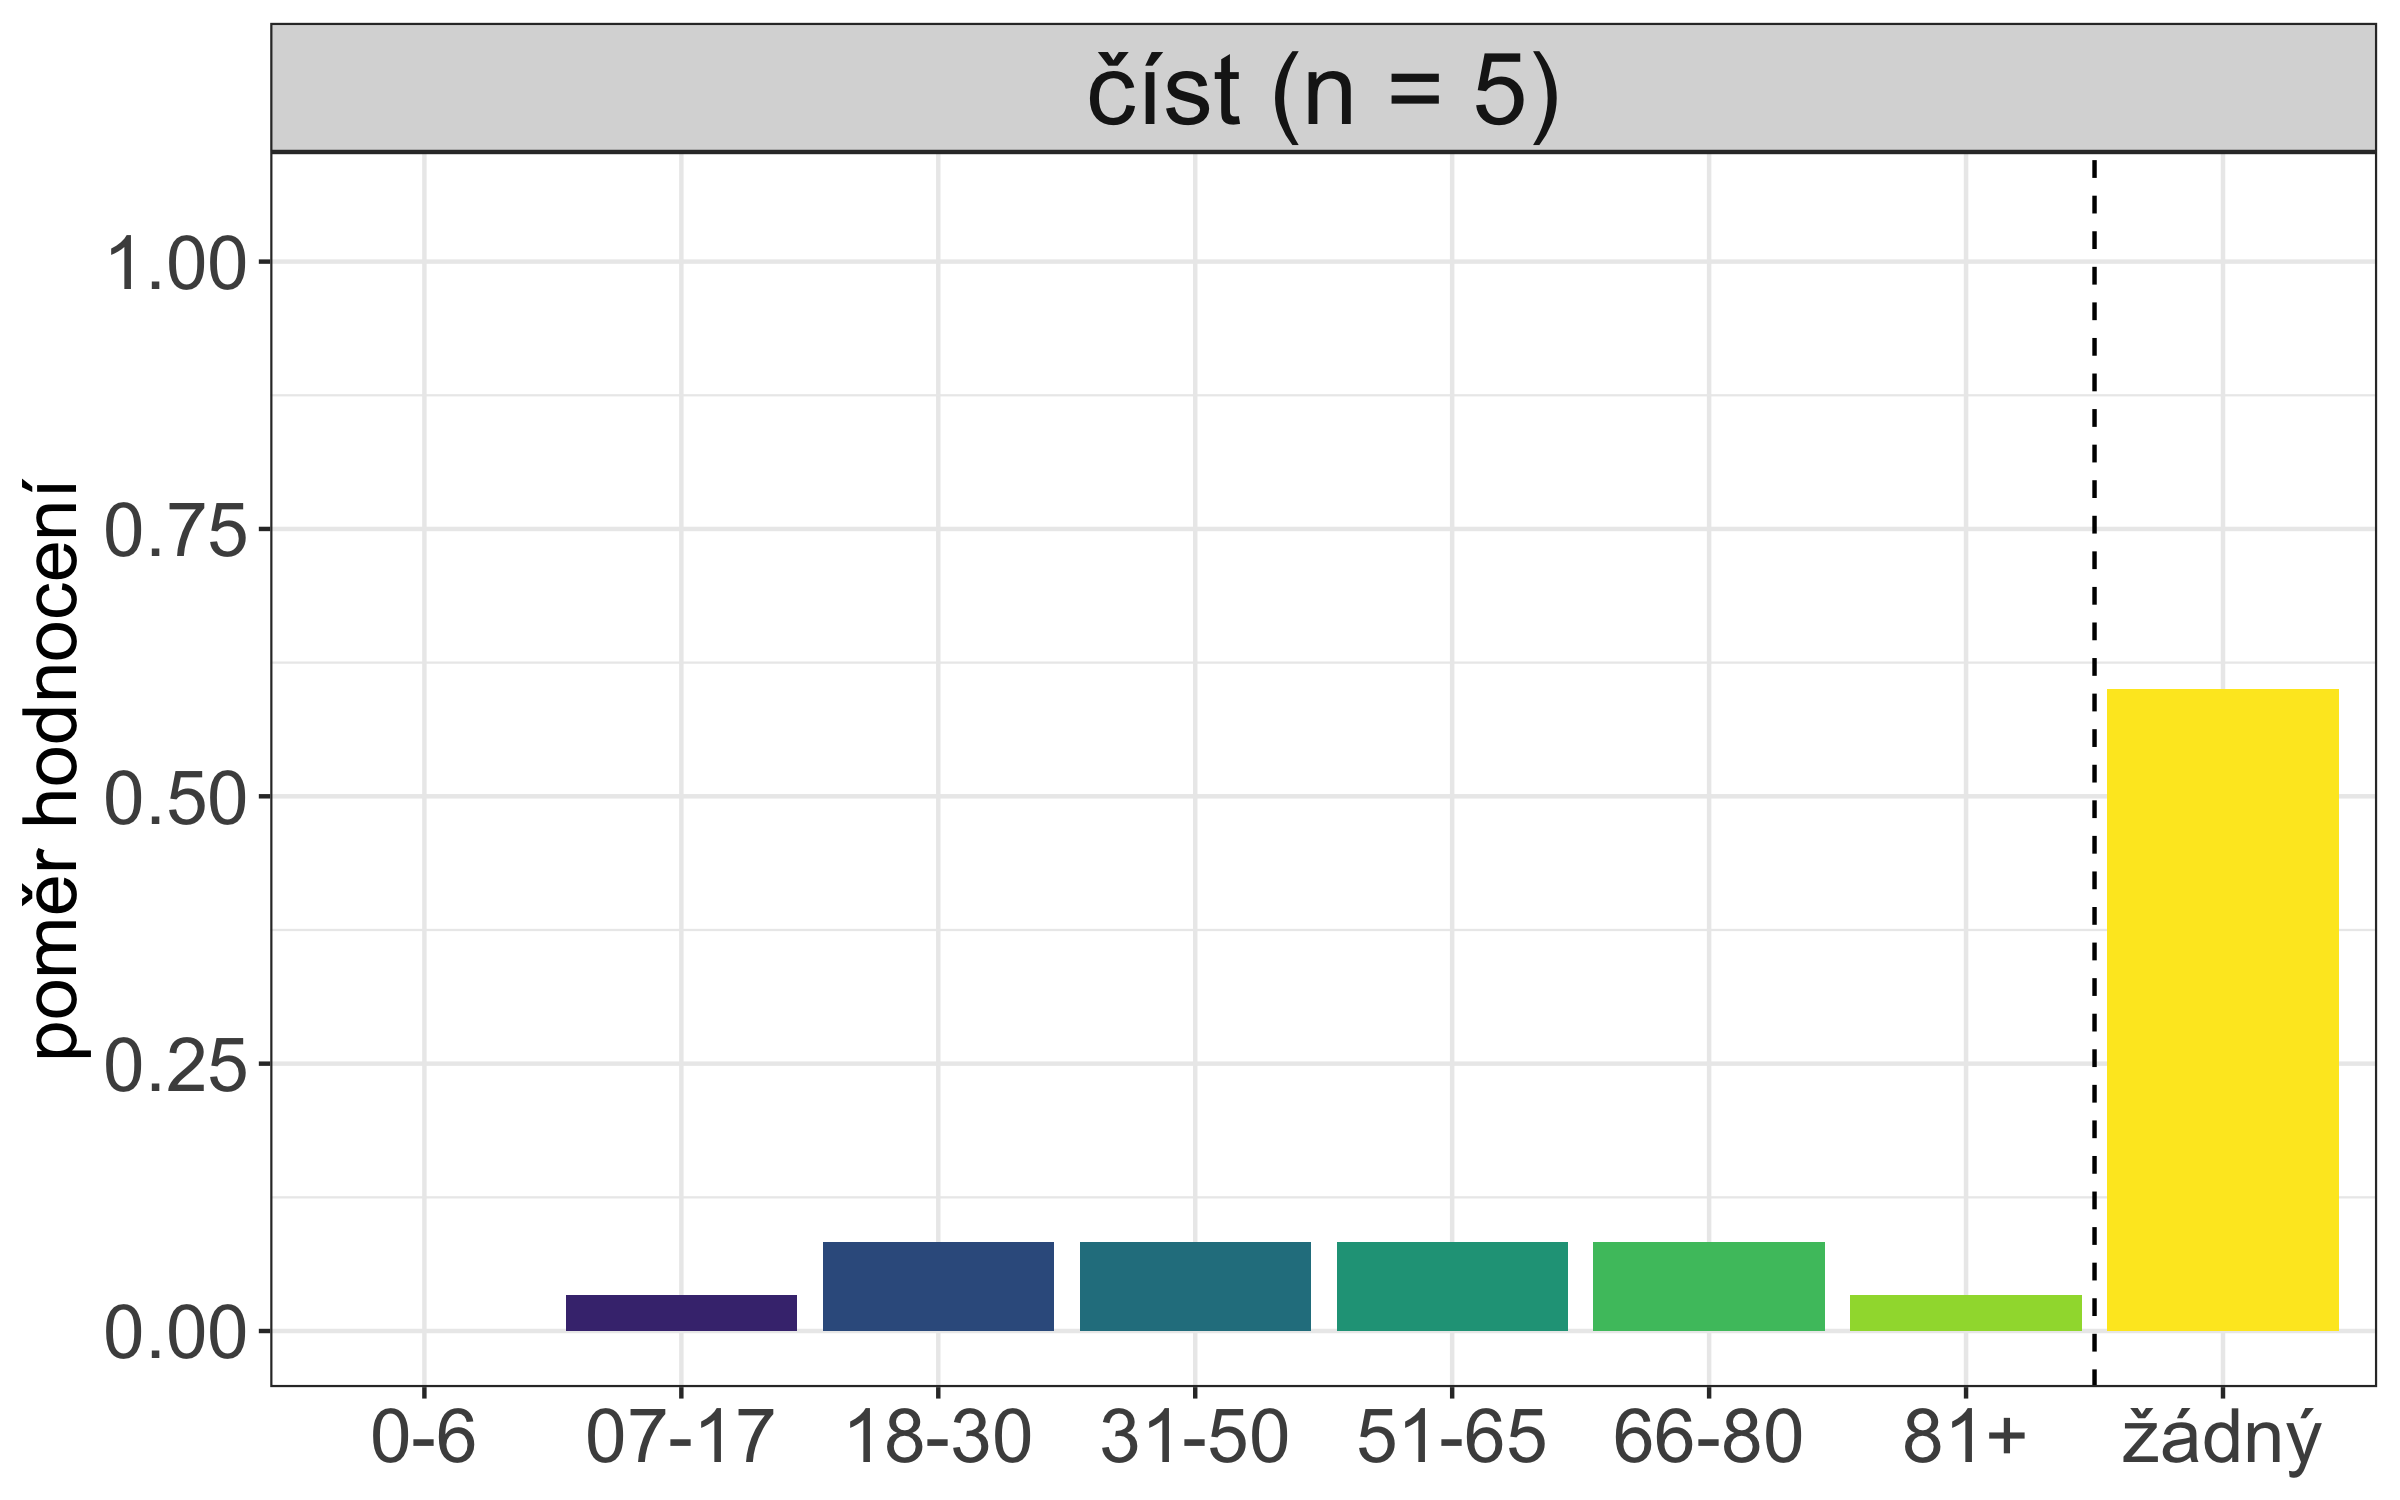 číst (n = 5)
poměr hodnocení
1.00
0.75
0.50
0.25
0.00
0-6 07-17 18-30 31-50 51-65 66-80 81+ žádný